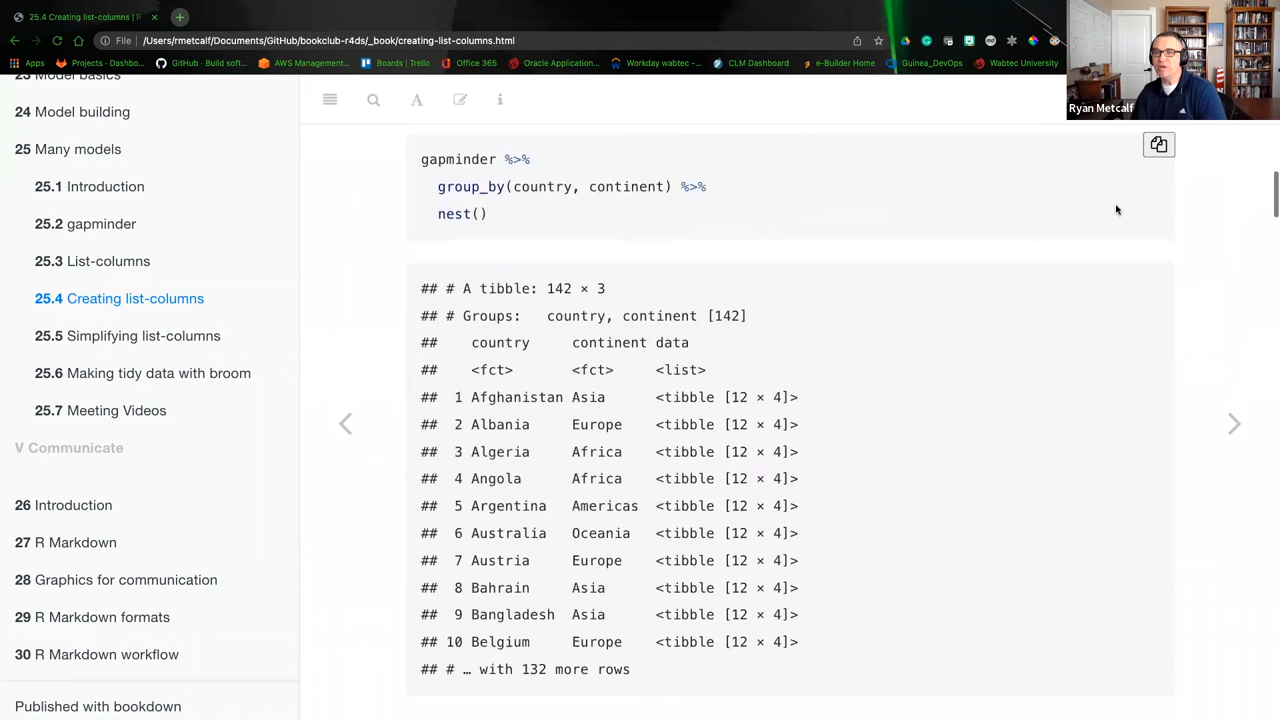 25.4 Creating list-columns | R
File
/Users/rmetcalf/Documents/GitHub/bookclub-r4ds/_book/creating-list-columns.html
Apps
Projects · Dashbo...
GitHub · Build soft...
AWS Management...
Boards | Trello
Office 365
Oracle Application...
Workday wabtec -...
CLM Dashboard
e-Builder Home
Guinea_DevOps
Wabtec University
Ryan Metcalf
23 Model basics
24 Model building
25 Many models
25.1 Introduction
25.2 gapminder
25.3 List-columns
25.4 Creating list-columns
25.5 Simplifying list-columns
25.6 Making tidy data with broom
25.7 Meeting Videos
V Communicate
26 Introduction
27 R Markdown
28 Graphics for communication
29 R Markdown formats
30 R Markdown workflow
Published with bookdown
gapminder %>%
group_by(country, continent) %>%
nest()
## # A tibble: 142 × 3
## # Groups:   country, continent [142]
##    country     continent data
##    <fct>       <fct>     <list>
##  1 Afghanistan Asia      <tibble [12 × 4]>
##  2 Albania     Europe    <tibble [12 × 4]>
##  3 Algeria     Africa    <tibble [12 × 4]>
##  4 Angola      Africa    <tibble [12 × 4]>
##  5 Argentina   Americas  <tibble [12 × 4]>
##  6 Australia   Oceania   <tibble [12 × 4]>
##  7 Austria     Europe    <tibble [12 × 4]>
##  8 Bahrain     Asia      <tibble [12 × 4]>
##  9 Bangladesh  Asia      <tibble [12 × 4]>
## 10 Belgium     Europe    <tibble [12 × 4]>
## # … with 132 more rows